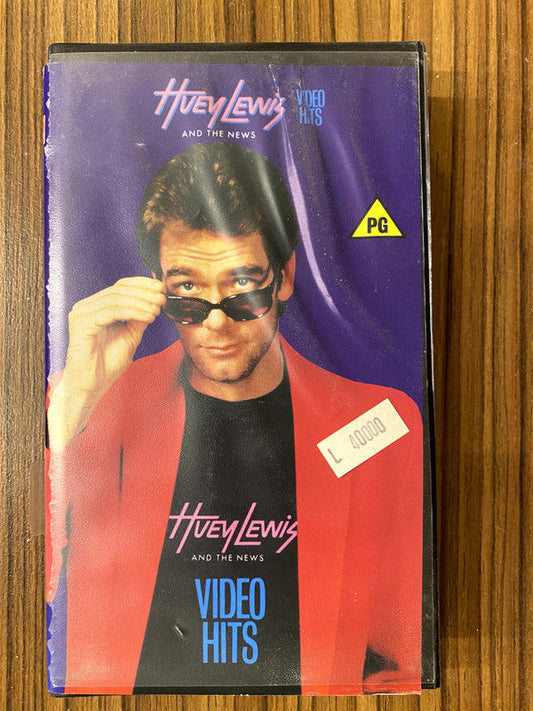 HUEY LEWIS VIDEO
AND THE NEWS HITS
PG
L 40000
HUEY LEWIS
AND THE NEWS
VIDEO
HITS